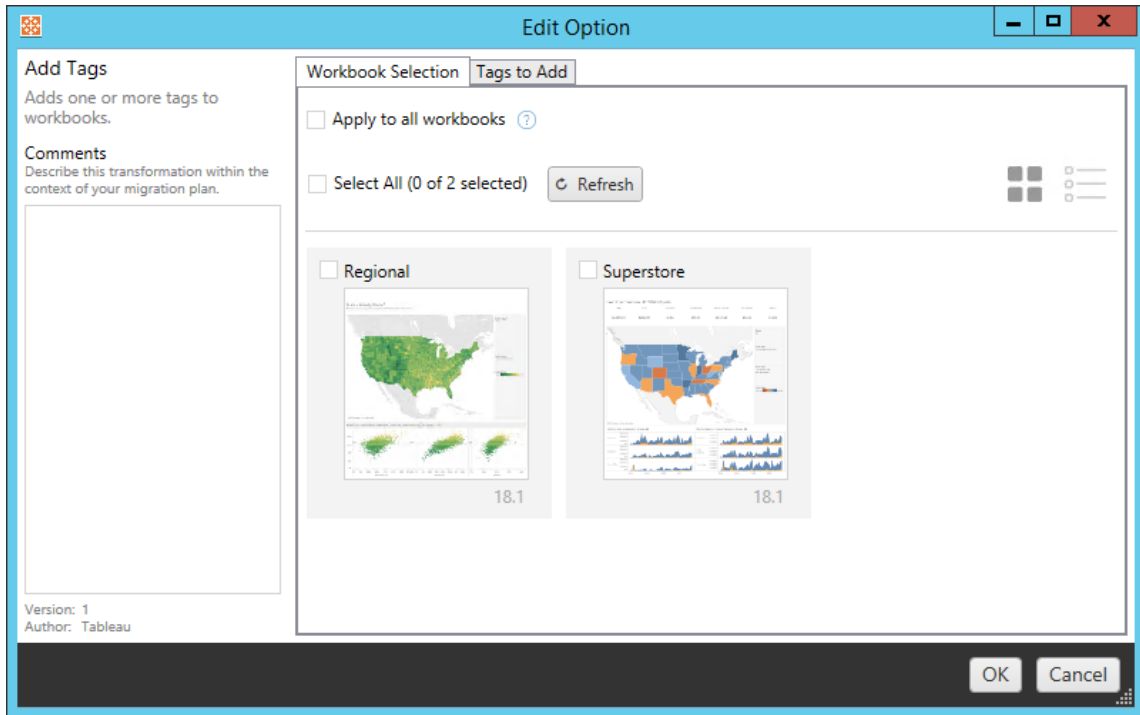 Edit Option
Add Tags
Adds one or more tags to
workbooks.
Comments
Describe this transformation within the
context of your migration plan.
Version: 1
Author: Tableau
Workbook Selection
Tags to Add
Apply to all workbooks ?
Select All (0 of 2 selected)
Refresh
Regional
18.1
Superstore
18.1
OK
Cancel